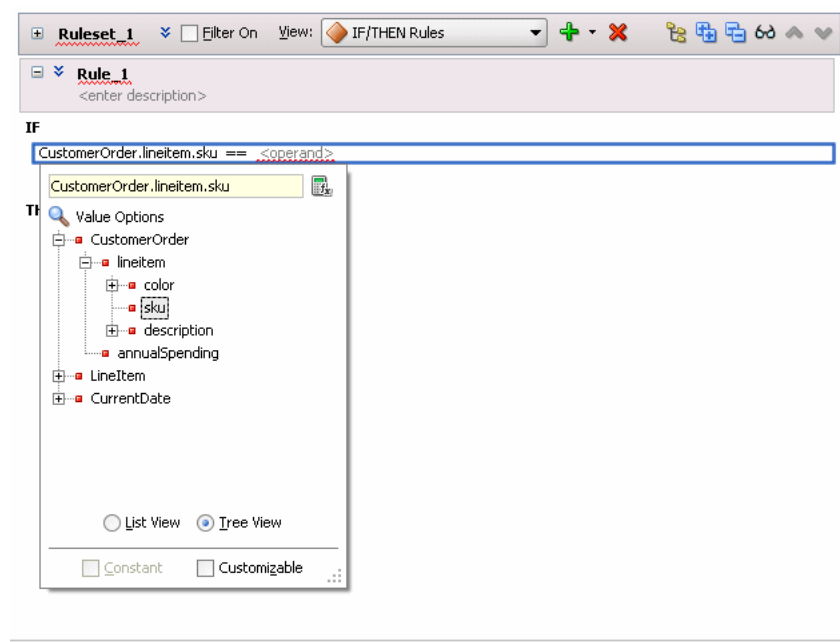 Ruleset_1 Filter On View: IF/THEN Rules
Rule_1
<enter description>
IF
CustomerOrder.lineitem.sku == <operand>
CustomerOrder.lineitem.sku
TH
Value Options
CustomerOrder
lineitem
color
sku
description
annualSpending
LineItem
CurrentDate
List View Tree View
Constant Customizable